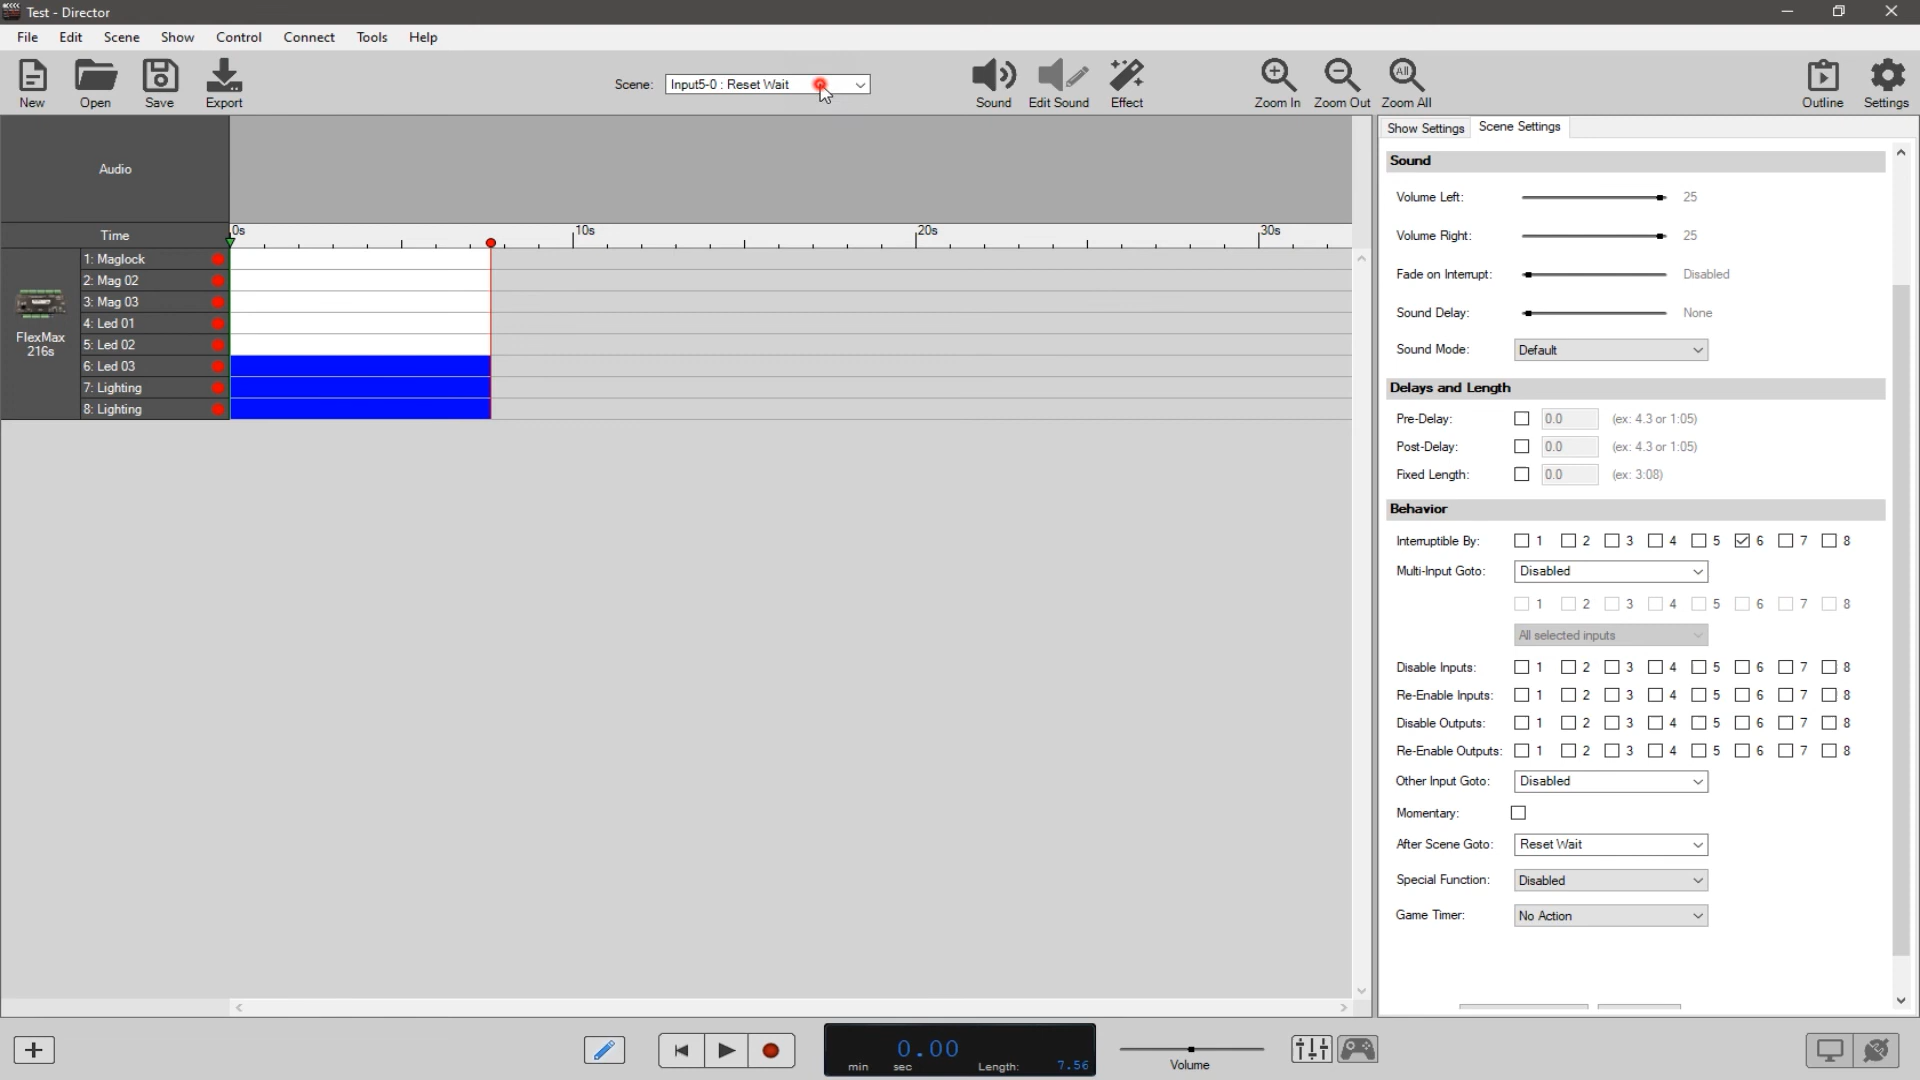 Test - Director
File Edit Scene Show Control Connect Tools Help
New Open Save Export Scene: Input5-0 : Reset Wait Sound Edit Sound Effect Zoom In Zoom Out All Zoom All Outline Settings
Show Settings Scene Settings
Audio
Time 0s 10s 20s 30s
FlexMax
216s
1: Maglock
2: Mag 02
3: Mag 03
4: Led 01
5: Led 02
6: Led 03
7: Lighting
8: Lighting
Sound
Volume Left: 25
Volume Right: 25
Fade on Interrupt: Disabled
Sound Delay: None
Sound Mode: Default
Delays and Length
Pre-Delay: 0.0 (ex: 4.3 or 1:05)
Post-Delay: 0.0 (ex: 4.3 or 1:05)
Fixed Length: 0.0 (ex: 3:08)
Behavior
Interruptible By: 1 2 3 4 5 6 7 8
Multi-Input Goto: Disabled
1 2 3 4 5 6 7 8
All selected inputs
Disable Inputs: 1 2 3 4 5 6 7 8
Re-Enable Inputs: 1 2 3 4 5 6 7 8
Disable Outputs: 1 2 3 4 5 6 7 8
Re-Enable Outputs: 1 2 3 4 5 6 7 8
Other Input Goto: Disabled
Momentary:
After Scene Goto: Reset Wait
Special Function: Disabled
Game Timer: No Action
0.00
min sec Length: 7.56
Volume